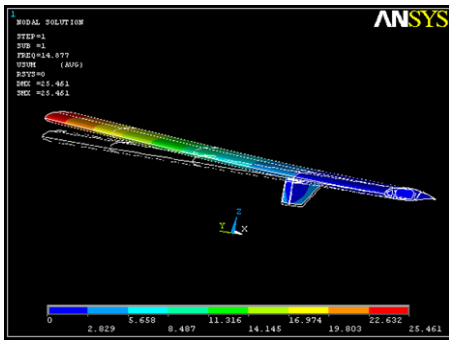 1
NODAL SOLUTION
ANSYS
STEP=1
SUB =1
FREQ=14.877
USUM (AVG)
RSYS=0
DMX =25.461
SMX =25.461
Z
Y X
0 5.658 11.316 16.974 22.632
2.829 8.487 14.145 19.803 25.461